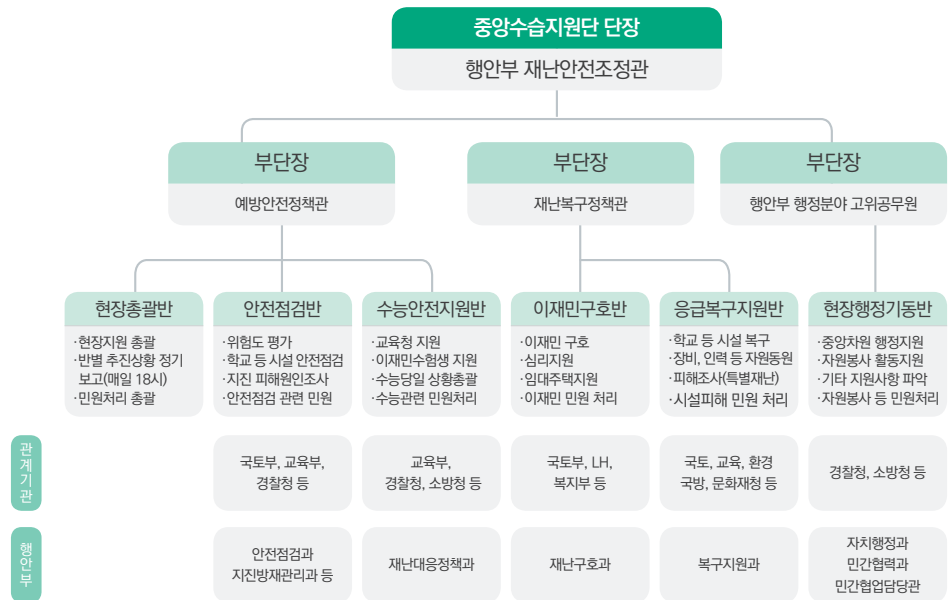 중앙수습지원단 단장
행안부 재난안전조정관
부단장
예방안전정책관
부단장
재난복구정책관
부단장
행안부 행정분야 고위공무원
현장총괄반
·현장지원 총괄
·반별 추진상황 정기
보고(매일 18시)
·민원처리 총괄
안전점검반
·위험도 평가
·학교 등 시설 안전점검
·지진 피해원인조사
·안전점검 관련 민원
수능안전지원반
·교육청 지원
·이재민수험생 지원
·수능당일 상황총괄
·수능관련 민원처리
이재민구호반
·이재민 구호
·심리지원
·임대주택지원
·이재민 민원 처리
응급복구지원반
·학교 등 시설 복구
·장비, 인력 등 자원동원
·피해조사(특별재난)
·시설피해 민원 처리
현장행정기동반
·중앙차원 행정지원
·자원봉사 활동지원
·기타 지원사항 파악
·자원봉사 등 민원처리
관계기관
국토부, 교육부,
경찰청 등
교육부,
경찰청, 소방청 등
국토부, LH,
복지부 등
국토, 교육, 환경
국방, 문화재청 등
경찰청, 소방청 등
행안부
안전점검과
지진방재관리과 등
재난대응정책과
재난구호과
복구지원과
자치행정과
민간협력과
민간협업담당관